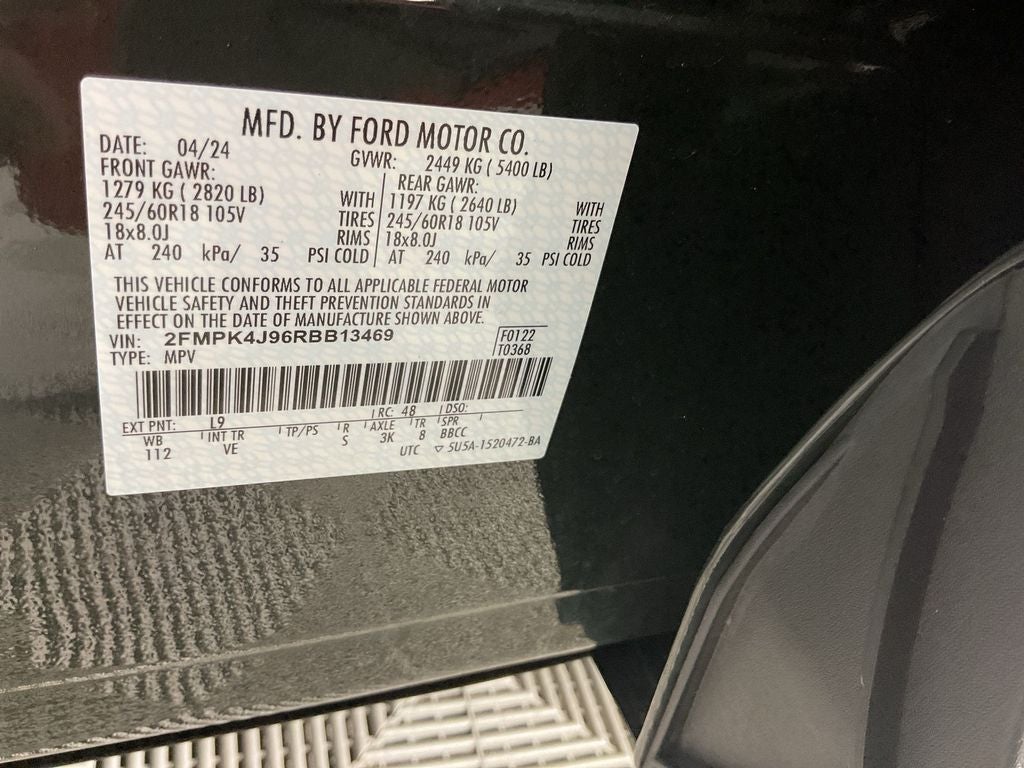 MFD. BY FORD MOTOR CO.
DATE: 04/24 GVWR: 2449 KG ( 5400 LB)
FRONT GAWR: REAR GAWR:
1279 KG ( 2820 LB) WITH 1197 KG ( 2640 LB) WITH
245/60R18 105V TIRES 245/60R18 105V TIRES
18x8.0J RIMS 18x8.0J RIMS
AT 240 kPa/ 35 PSI COLD AT 240 kPa/ 35 PSI COLD
THIS VEHICLE CONFORMS TO ALL APPLICABLE FEDERAL MOTOR
VEHICLE SAFETY AND THEFT PREVENTION STANDARDS IN
EFFECT ON THE DATE OF MANUFACTURE SHOWN ABOVE.
VIN: 2FMPK4J96RBB13469 F0122
TYPE: MPV T0368
EXT PNT: L9 RC: 48 DSO:
WB INT TR TP/PS R AXLE TR SPR
112 VE S 3K 8 BBCC
UTC ▽ 5U5A-1520472-BA